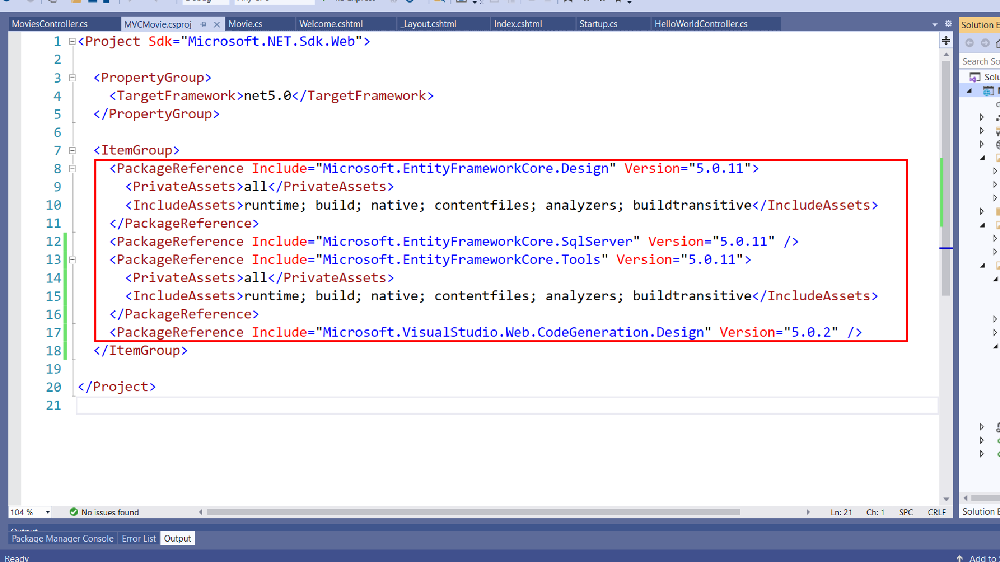 MoviesController.cs MVCMovie.csproj Movie.cs Welcome.cshtml _Layout.cshtml Index.cshtml Startup.cs HelloWorldController.cs
Solution E
Search So
Solu
1 <Project Sdk="Microsoft.NET.Sdk.Web">
2
3 <PropertyGroup>
4 <TargetFramework>net5.0</TargetFramework>
5 </PropertyGroup>
6
7 <ItemGroup>
8 <PackageReference Include="Microsoft.EntityFrameworkCore.Design" Version="5.0.11">
9 <PrivateAssets>all</PrivateAssets>
10 <IncludeAssets>runtime; build; native; contentfiles; analyzers; buildtransitive</IncludeAssets>
11 </PackageReference>
12 <PackageReference Include="Microsoft.EntityFrameworkCore.SqlServer" Version="5.0.11" />
13 <PackageReference Include="Microsoft.EntityFrameworkCore.Tools" Version="5.0.11">
14 <PrivateAssets>all</PrivateAssets>
15 <IncludeAssets>runtime; build; native; contentfiles; analyzers; buildtransitive</IncludeAssets>
16 </PackageReference>
17 <PackageReference Include="Microsoft.VisualStudio.Web.CodeGeneration.Design" Version="5.0.2" />
18 </ItemGroup>
19
20 </Project>
21
104 % No issues found Ln: 21 Ch: 1 SPC CRLF
Solution E
Package Manager Console Error List Output
Ready Add to